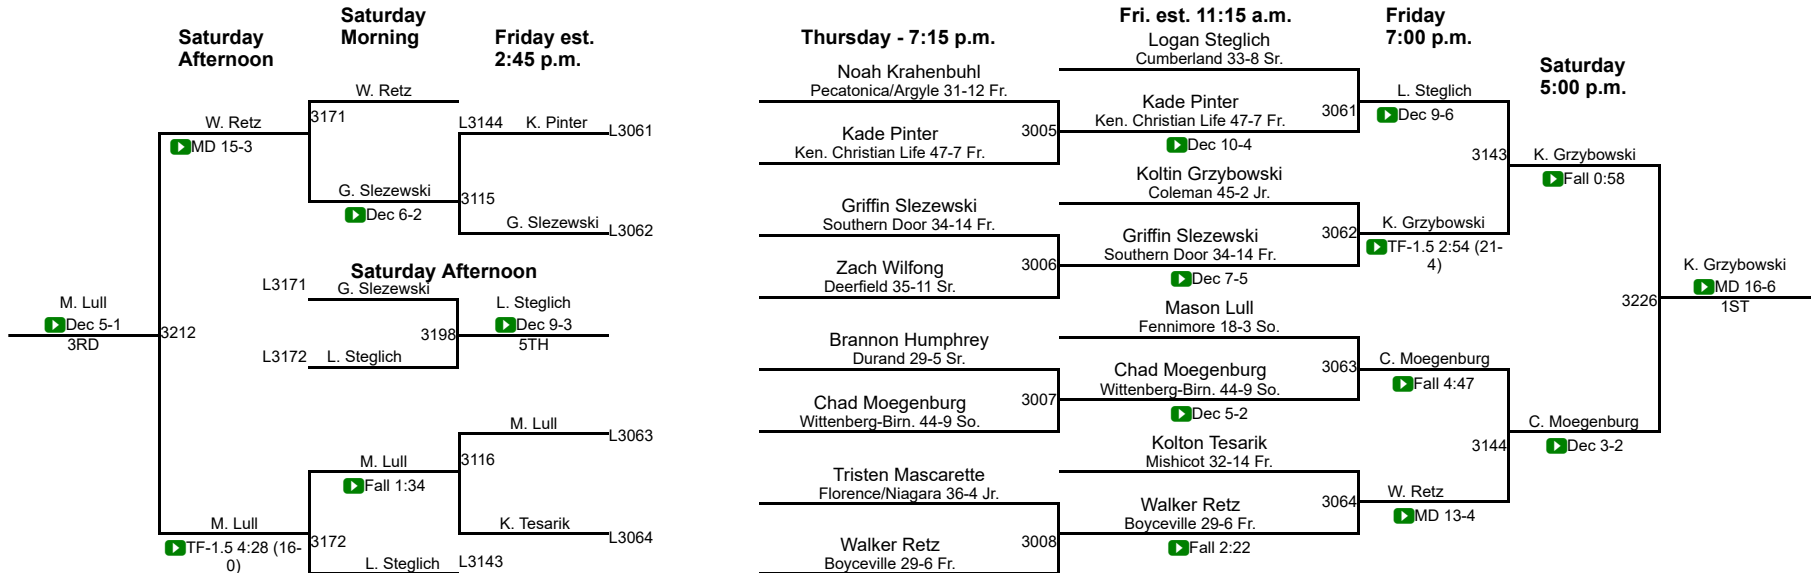 Saturday
Afternoon
Saturday
Morning
Friday est.
2:45 p.m.
W. Retz
3171
L3144
K. Pinter
L3061
W. Retz
MD 15-3
G. Slezewski
Dec 6-2
3115
G. Slezewski
L3062
Saturday Afternoon
L3171
G. Slezewski
L. Steglich
Dec 9-3
3198
5TH
L3172
L. Steglich
M. Lull
Dec 5-1
3RD
3212
M. Lull
L3063
M. Lull
Fall 1:34
3116
K. Tesarik
L3064
M. Lull
TF-1.5 4:28 (16-
0)
3172
L. Steglich
L3143
Thursday - 7:15 p.m.
Fri. est. 11:15 a.m.
Friday
7:00 p.m.
Saturday
5:00 p.m.
Noah Krahenbuhl
Pecatonica/Argyle 31-12 Fr.
Kade Pinter
Ken. Christian Life 47-7 Fr.
3005
Griffin Slezewski
Southern Door 34-14 Fr.
Zach Wilfong
Deerfield 35-11 Sr.
3006
Brannon Humphrey
Durand 29-5 Sr.
Chad Moegenburg
Wittenberg-Birn. 44-9 So.
3007
Tristen Mascarette
Florence/Niagara 36-4 Jr.
Walker Retz
Boyceville 29-6 Fr.
3008
Logan Steglich
Cumberland 33-8 Sr.
Kade Pinter
Ken. Christian Life 47-7 Fr.
Dec 10-4
3061
Koltin Grzybowski
Coleman 45-2 Jr.
Griffin Slezewski
Southern Door 34-14 Fr.
Dec 7-5
3062
Mason Lull
Fennimore 18-3 So.
Chad Moegenburg
Wittenberg-Birn. 44-9 So.
Dec 5-2
3063
Kolton Tesarik
Mishicot 32-14 Fr.
Walker Retz
Boyceville 29-6 Fr.
Fall 2:22
3064
L. Steglich
Dec 9-6
3143
K. Grzybowski
TF-1.5 2:54 (21-
4)
C. Moegenburg
Fall 4:47
3144
W. Retz
MD 13-4
K. Grzybowski
Fall 0:58
3226
C. Moegenburg
Dec 3-2
K. Grzybowski
MD 16-6
1ST